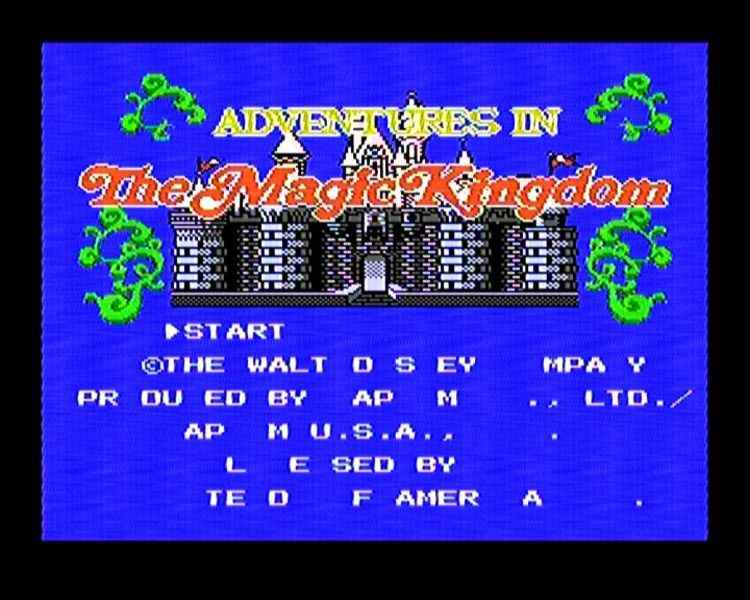 ADVENTURES IN
The Magic Kingdom
START
©THE WALT D S EY MPA Y
PR DU ED BY AP M ., LTD./
AP M U.S.A., .
L E SED BY
TE D F AMER A .